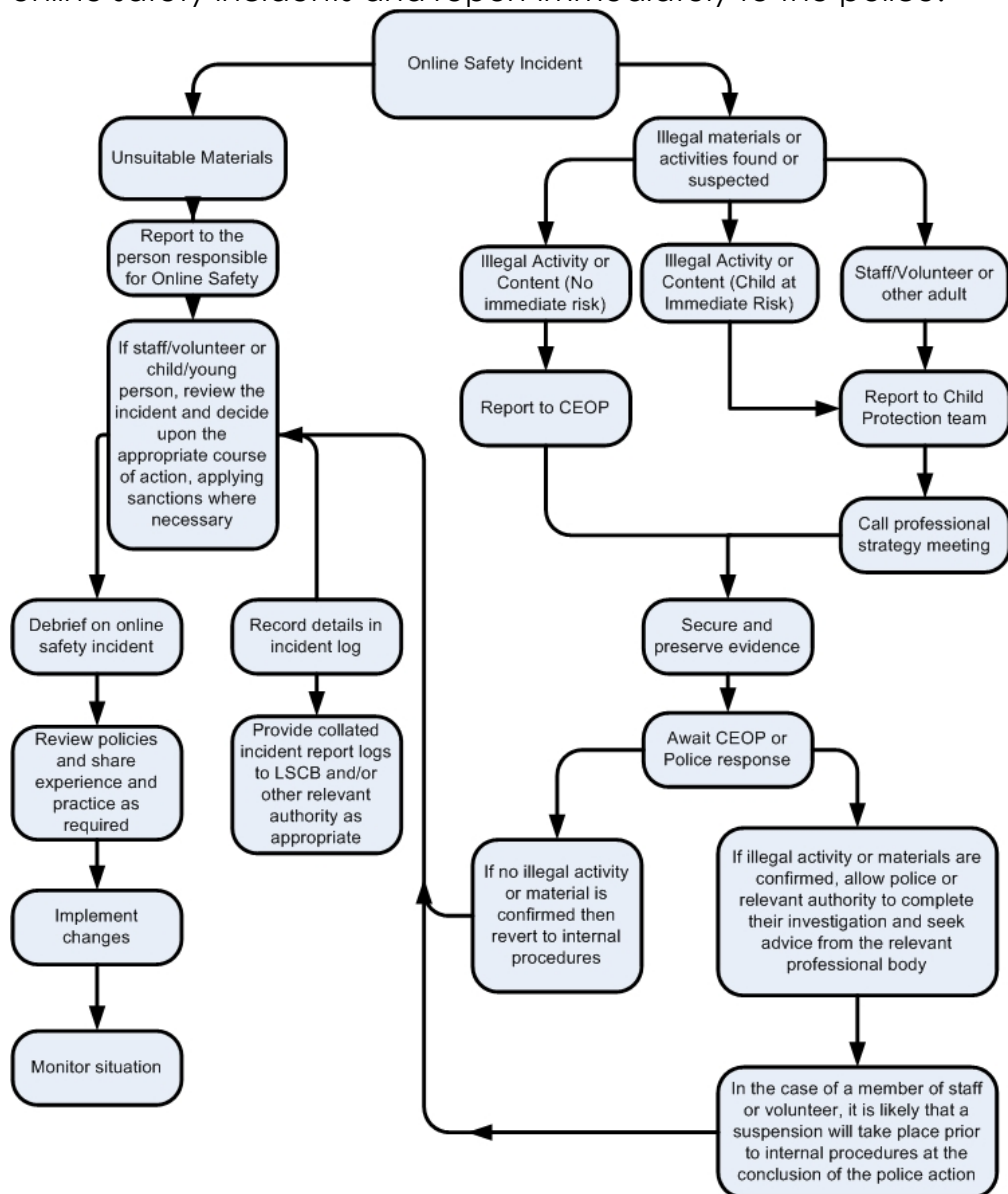 online safety incidents and report immediately to the police.
Online Safety Incident
Unsuitable Materials
Illegal materials or
activities found or
suspected
Report to the
person responsible
for Online Safety
Illegal Activity or
Content (No
immediate risk)
Illegal Activity or
Content (Child at
Immediate Risk)
Staff/Volunteer or
other adult
If staff/volunteer or
child/young
person, review the
incident and decide
upon the
appropriate course
of action, applying
sanctions where
necessary
Report to CEOP
Report to Child
Protection team
Call professional
strategy meeting
Debrief on online
safety incident
Record details in
incident log
Secure and
preserve evidence
Review policies
and share
experience and
practice as
required
Provide collated
incident report logs
to LSCB and/or
other relevant
authority as
appropriate
Await CEOP or
Police response
If no illegal activity
or material is
confirmed then
revert to internal
procedures
If illegal activity or materials are
confirmed, allow police or
relevant authority to complete
their investigation and seek
advice from the relevant
professional body
Implement
changes
Monitor situation
In the case of a member of staff
or volunteer, it is likely that a
suspension will take place prior
to internal procedures at the
conclusion of the police action